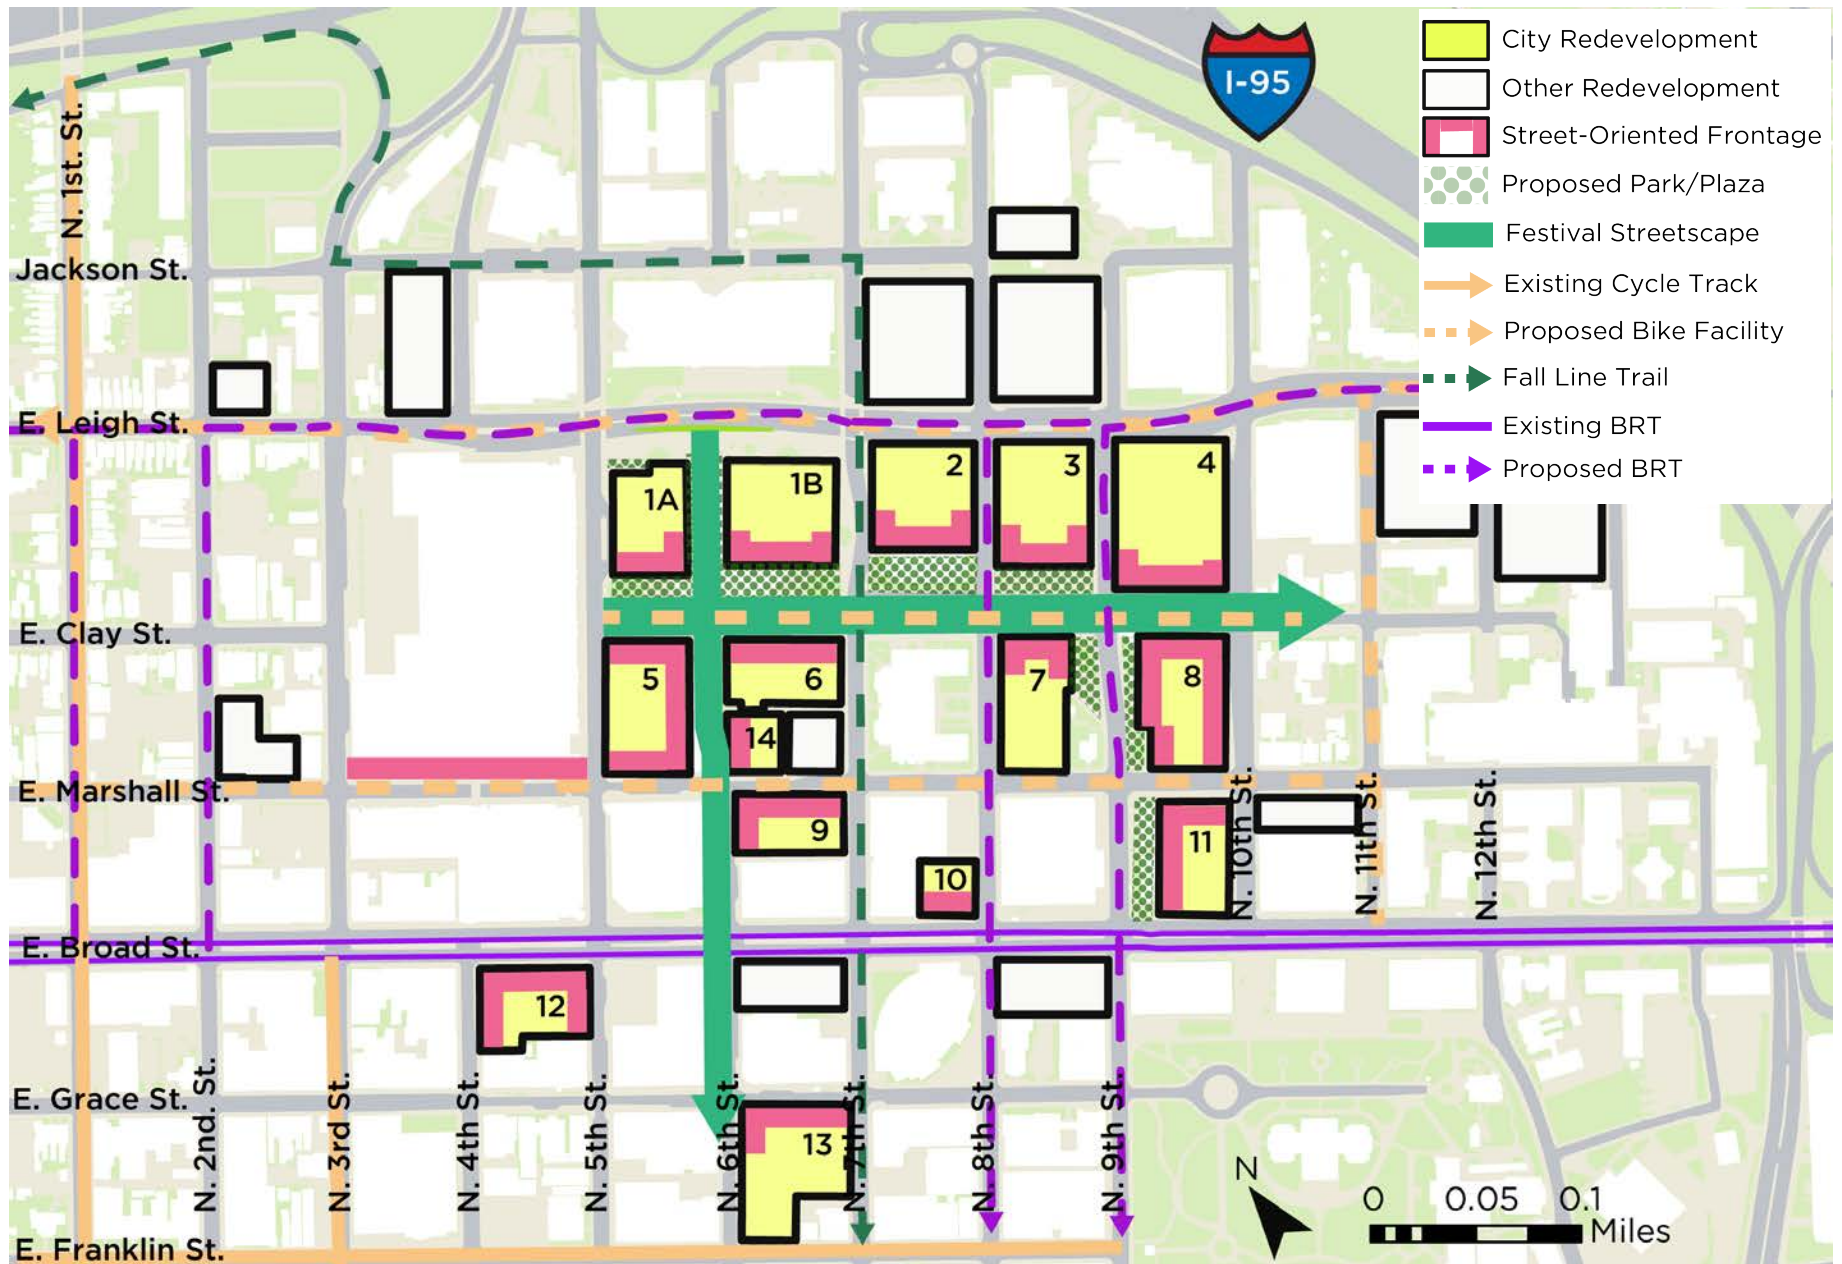 I-95
City Redevelopment
Other Redevelopment
Street-Oriented Frontage
Proposed Park/Plaza
Festival Streetscape
Existing Cycle Track
Proposed Bike Facility
Fall Line Trail
Existing BRT
Proposed BRT
N. 1st. St.
Jackson St.
E. Leigh St.
1A
1B
2
3
4
E. Clay St.
5
6
7
8
14
E. Marshall St.
9
10
11
N. 10th St.
N. 11th St.
N. 12th St.
E. Broad St.
12
E. Grace St.
N. 2nd. St.
N. 3rd St.
N. 4th St.
N. 5th St.
N. 6th St.
13
N. 7th St.
N. 8th St.
N. 9th St.
N
0 0.05 0.1
Miles
E. Franklin St.